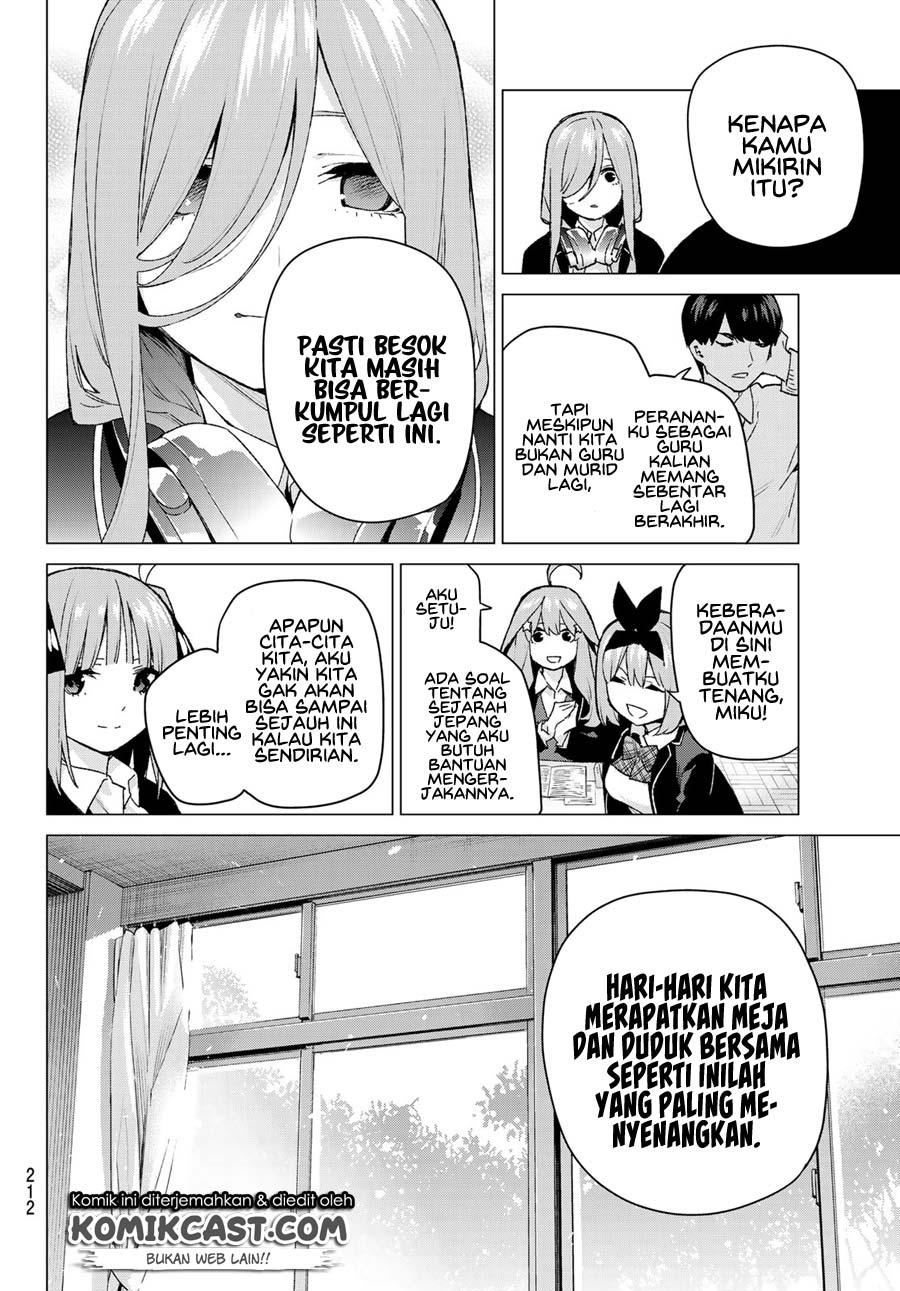 KENAPA
KAMU
MIKIRIN
ITU?
PERANAN-
KU SEBAGAI
GURU
KALIAN
MEMANG
SEBENTAR
LAGI
BERAKHIR.
TAPI
MESKIPUN
NANTI KITA
BUKAN GURU
DAN MURID
LAGI,
PASTI BESOK
KITA MASIH
BISA BER-
KUMPUL LAGI
SEPERTI INI.
KEBERA-
DAANMU
DI SINI
MEM-
BUATKU
TENANG,
MIKU!
AKU
SETU-
JU!
ADA SOAL
TENTANG
SEJARAH
JEPANG
YANG AKU
BUTUH
BANTUAN
MENGER-
JAKANNYA.
APAPUN
CITA-CITA
KITA, AKU
YAKIN KITA
GAK AKAN
BISA SAMPAI
SEJAUH INI
KALAU KITA
SENDIRIAN.
LEBIH
PENTING
LAGI...
HARI-HARI KITA
MERAPATKAN MEJA
DAN DUDUK BERSAMA
SEPERTI INILAH
YANG PALING ME-
NYENANGKAN.
212
Komik ini diterjemahkan & diedit oleh
KOMIKCAST.COM
BUKAN WEB LAIN!!